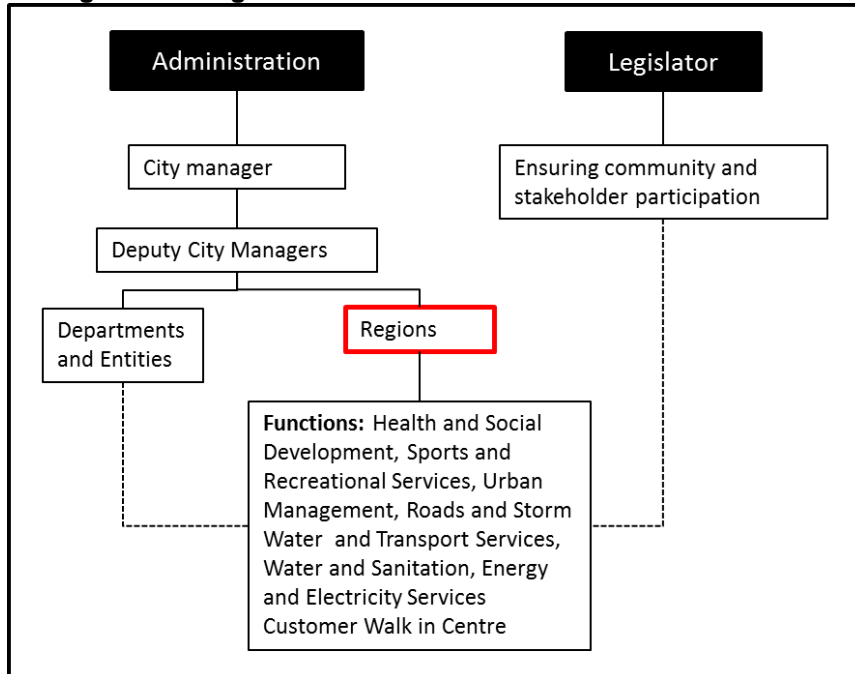 Administration
Legislator
City manager
Ensuring community and
stakeholder participation
Deputy City Managers
Departments
and Entities
Regions
Functions: Health and Social
Development, Sports and
Recreational Services, Urban
Management, Roads and Storm
Water and Transport Services,
Water and Sanitation, Energy
and Electricity Services
Customer Walk in Centre